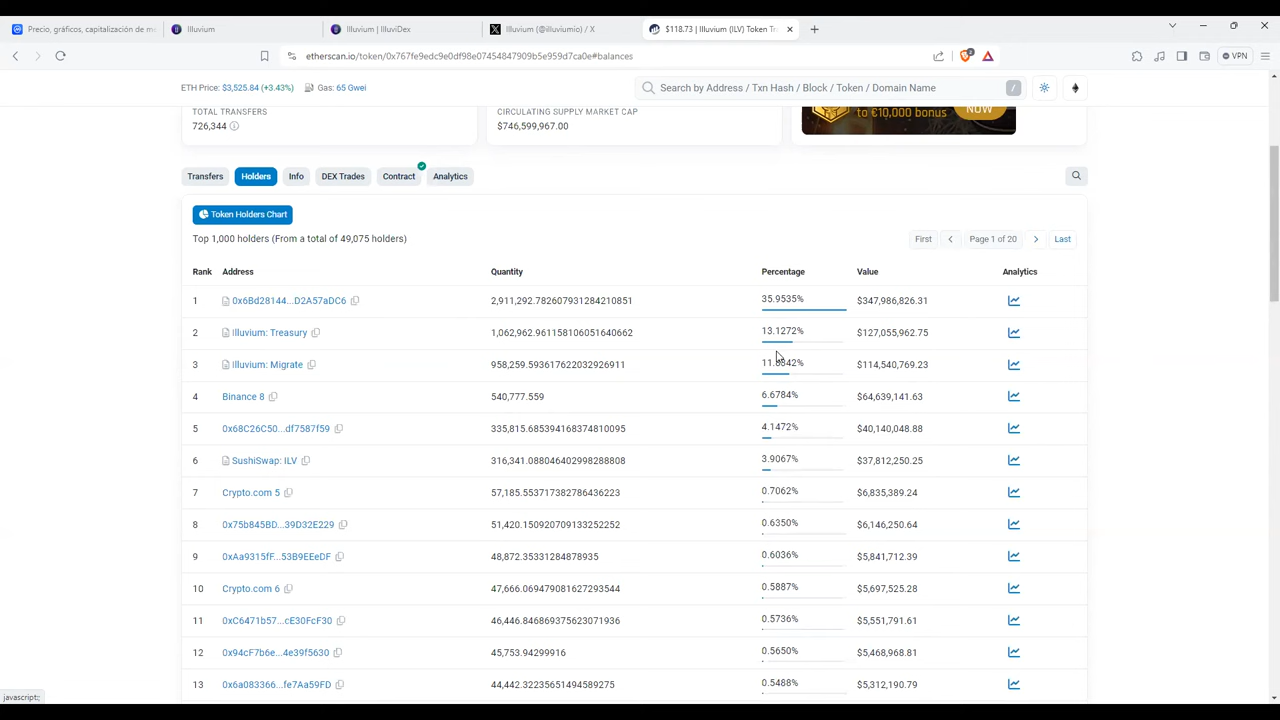 Precio, gráficos, capitalización de m
Illuvium
Illuvium | IlluviDex
Illuvium (@illuviumio) / X
$118.73 | Illuvium (ILV) Token Tr
etherscan.io/token/0x767fe9edc9e0df98e07454847909b5e959d7ca0e#balances
VPN
ETH Price: $3,525.84 (+3.43%) Gas: 65 Gwei
Search by Address / Txn Hash / Block / Token / Domain Name /
TOTAL TRANSFERS
726,344
CIRCULATING SUPPLY MARKET CAP
$746,599,967.00
to €10,000 bonus NOW
Transfers Holders Info DEX Trades Contract Analytics
Token Holders Chart
Top 1,000 holders (From a total of 49,075 holders)
First Page 1 of 20 Last
Rank Address Quantity Percentage Value Analytics
1 0x6Bd28144...D2A57aDC6 2,911,292.782607931284210851 35.9535% $347,986,826.31
2 Illuvium: Treasury 1,062,962.961158106051640662 13.1272% $127,055,962.75
3 Illuvium: Migrate 958,259.593617622032926911 $114,540,769.23
4 Binance 8 540,777.559 6.6784% $64,639,141.63
5 0x68C26C50...df7587f59 335,815.685394168374810095 4.1472% $40,140,048.88
6 SushiSwap: ILV 316,341.088046402998288808 3.9067% $37,812,250.25
7 Crypto.com 5 57,185.553717382786436223 0.7062% $6,835,389.24
8 0x75b845BD...39D32E229 51,420.150920709133252252 0.6350% $6,146,250.64
9 0xAa9315fF...53B9EEeDF 48,872.35331284878935 0.6036% $5,841,712.39
10 Crypto.com 6 47,666.069479081627293544 0.5887% $5,697,525.28
11 0xC6471b57...cE30FcF30 46,446.846869375623071936 0.5736% $5,551,791.61
12 0x94cF7b6e...4e39f5630 45,753.94299916 0.5650% $5,468,968.81
13 0x6a083366...fe7Aa59FD 44,442.32235651494589275 0.5488% $5,312,190.79
javascript:;